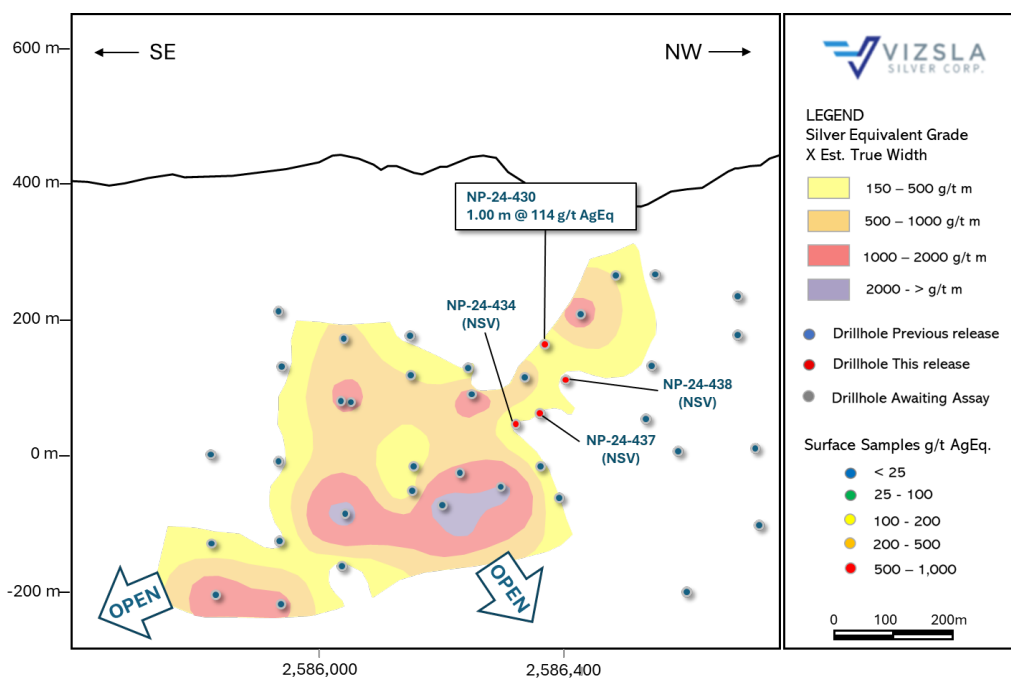 600 m
SE
NW
VIZSLA
SILVER CORP.
LEGEND
Silver Equivalent Grade
X Est. True Width
150 – 500 g/t m
500 – 1000 g/t m
1000 – 2000 g/t m
2000 - > g/t m
400 m
NP-24-430
1.00 m @ 114 g/t AgEq
200 m
NP-24-434
(NSV)
NP-24-438
(NSV)
NP-24-437
(NSV)
0 m
-200 m
OPEN
OPEN
2,586,000
2,586,400
Drillhole Previous release
Drillhole This release
Drillhole Awaiting Assay
Surface Samples g/t AgEq.
< 25
25 - 100
100 - 200
200 - 500
500 – 1,000
0 100 200m